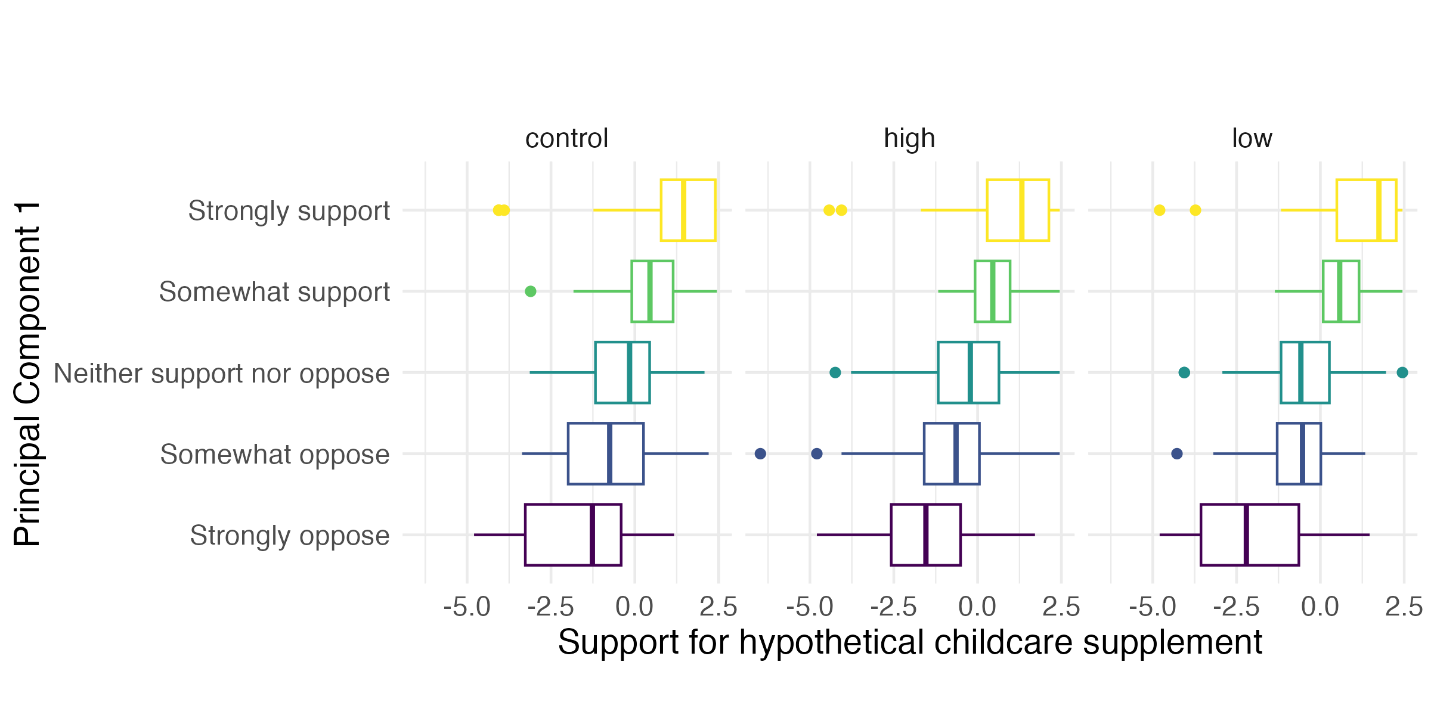 control high low
Principal Component 1
Strongly support
Somewhat support
Neither support nor oppose
Somewhat oppose
Strongly oppose
-5.0 -2.5 0.0 2.5 -5.0 -2.5 0.0 2.5 -5.0 -2.5 0.0 2.5
Support for hypothetical childcare supplement